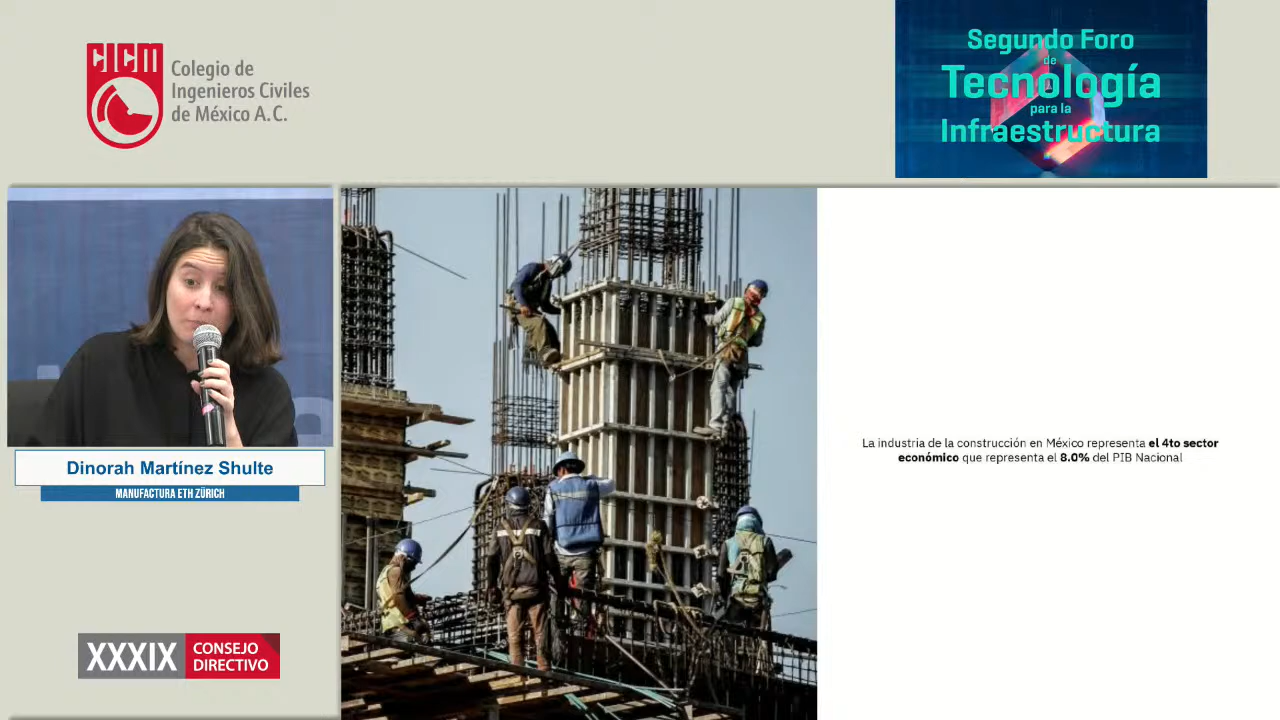 CICM
Colegio de
Ingenieros Civiles
de México A.C.
Segundo Foro
de
Tecnología
para la
Infraestructura
La industria de la construcción en México representa el 4to sector
económico que representa el 8.0% del PIB Nacional
Dinorah Martínez Shulte
MANUFACTURA ETH ZÜRICH
XXXIX
CONSEJO
DIRECTIVO